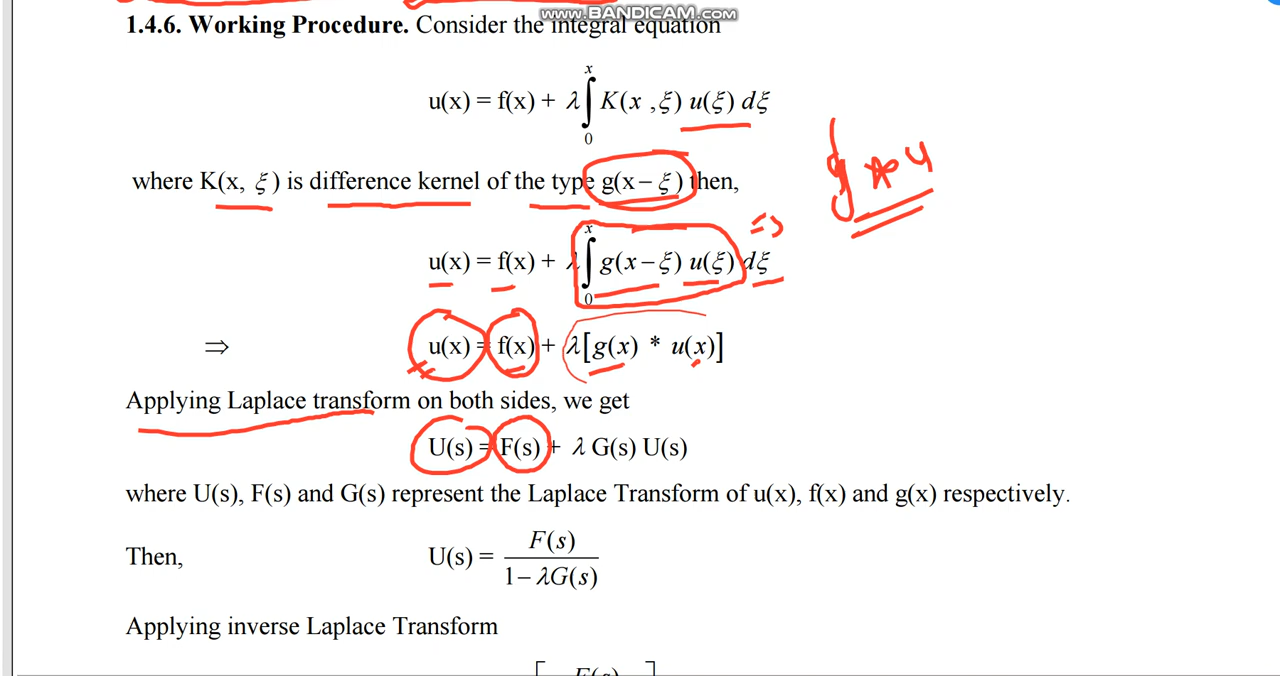 www.BANDICAM.com
1.4.6. Working Procedure. Consider the integral equation
u(x) = f(x) + λ∫₀ˣ K(x ,ξ) u(ξ) dξ
where K(x, ξ) is difference kernel of the type g(x− ξ) then,
g * u
u(x) = f(x) + λ∫₀ˣ g(x−ξ) u(ξ) dξ =>
⇒ u(x) = f(x) + λ[g(x) * u(x)]
Applying Laplace transform on both sides, we get
U(s) = F(s) + λ G(s) U(s)
where U(s), F(s) and G(s) represent the Laplace Transform of u(x), f(x) and g(x) respectively.
Then, U(s) = F(s) / 1− λG(s)
Applying inverse Laplace Transform